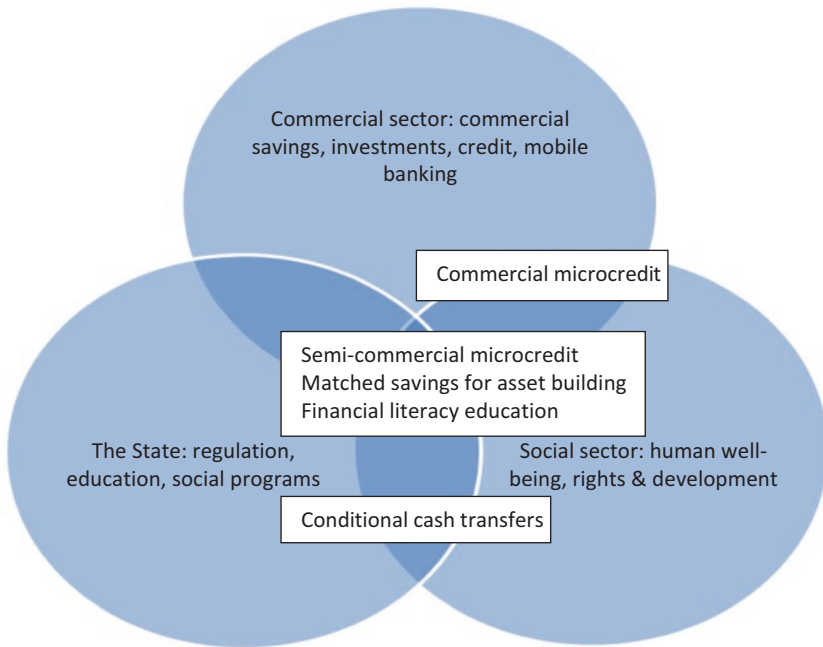 Commercial sector: commercial
savings, investments, credit, mobile
banking
Commercial microcredit
Semi-commercial microcredit
Matched savings for asset building
Financial literacy education
The State: regulation,
education, social programs
Social sector: human well-
being, rights & development
Conditional cash transfers